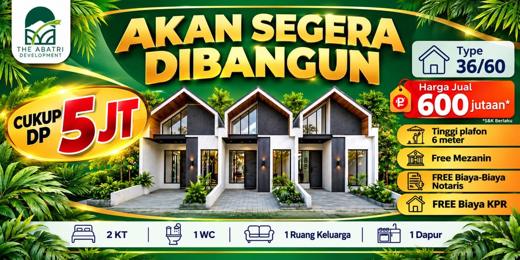 THE ABATRI
DEVELOPMENT
AKAN SEGERA
DIBANGUN
Type
36/60
Harga Jual
600 jutaan*
*S&K Berlaku
CUKUP
DP 5JT
Tinggi plafon
6 meter
Free Mezanin
FREE Biaya-Biaya
Notaris
FREE Biaya KPR
2 KT
1 WC
1 Ruang Keluarga
1 Dapur